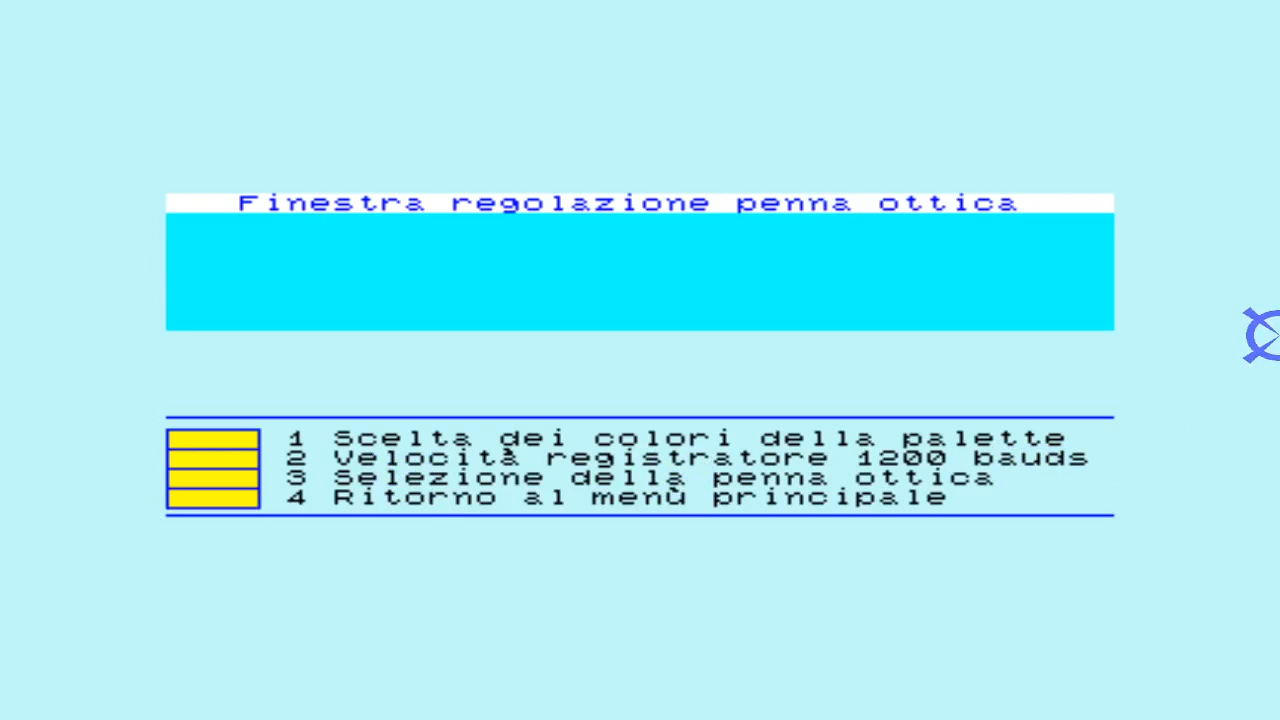 Finestra regolazione penna ottica
1 Scelta dei colori della palette
2 Velocità registratore 1200 bauds
3 Selezione della penna ottica
4 Ritorno al menù principale